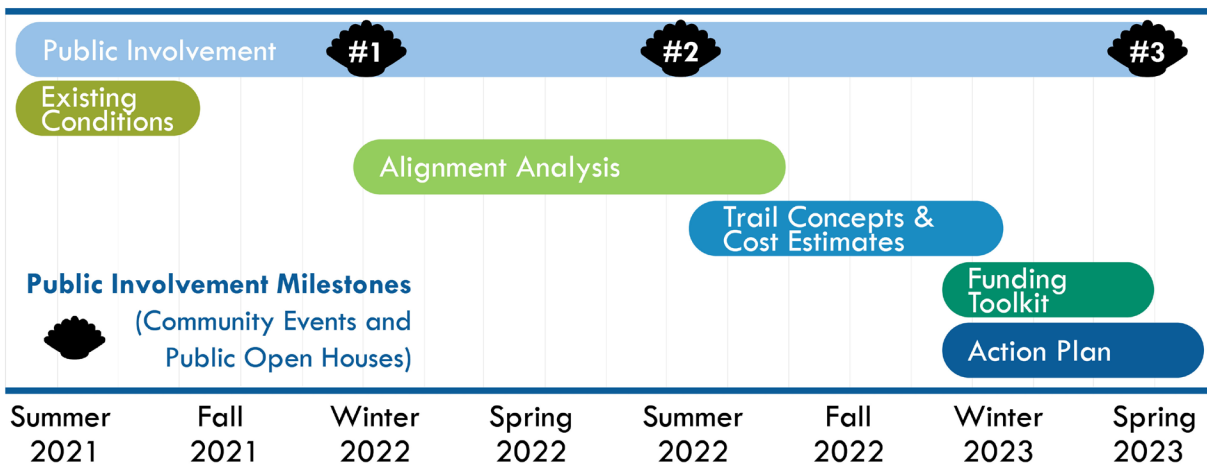 Public Involvement
#1
#2
#3
Existing
Conditions
Alignment Analysis
Trail Concepts &
Cost Estimates
Public Involvement Milestones
(Community Events and
Public Open Houses)
Funding
Toolkit
Action Plan
Summer
2021
Fall
2021
Winter
2022
Spring
2022
Summer
2022
Fall
2022
Winter
2023
Spring
2023